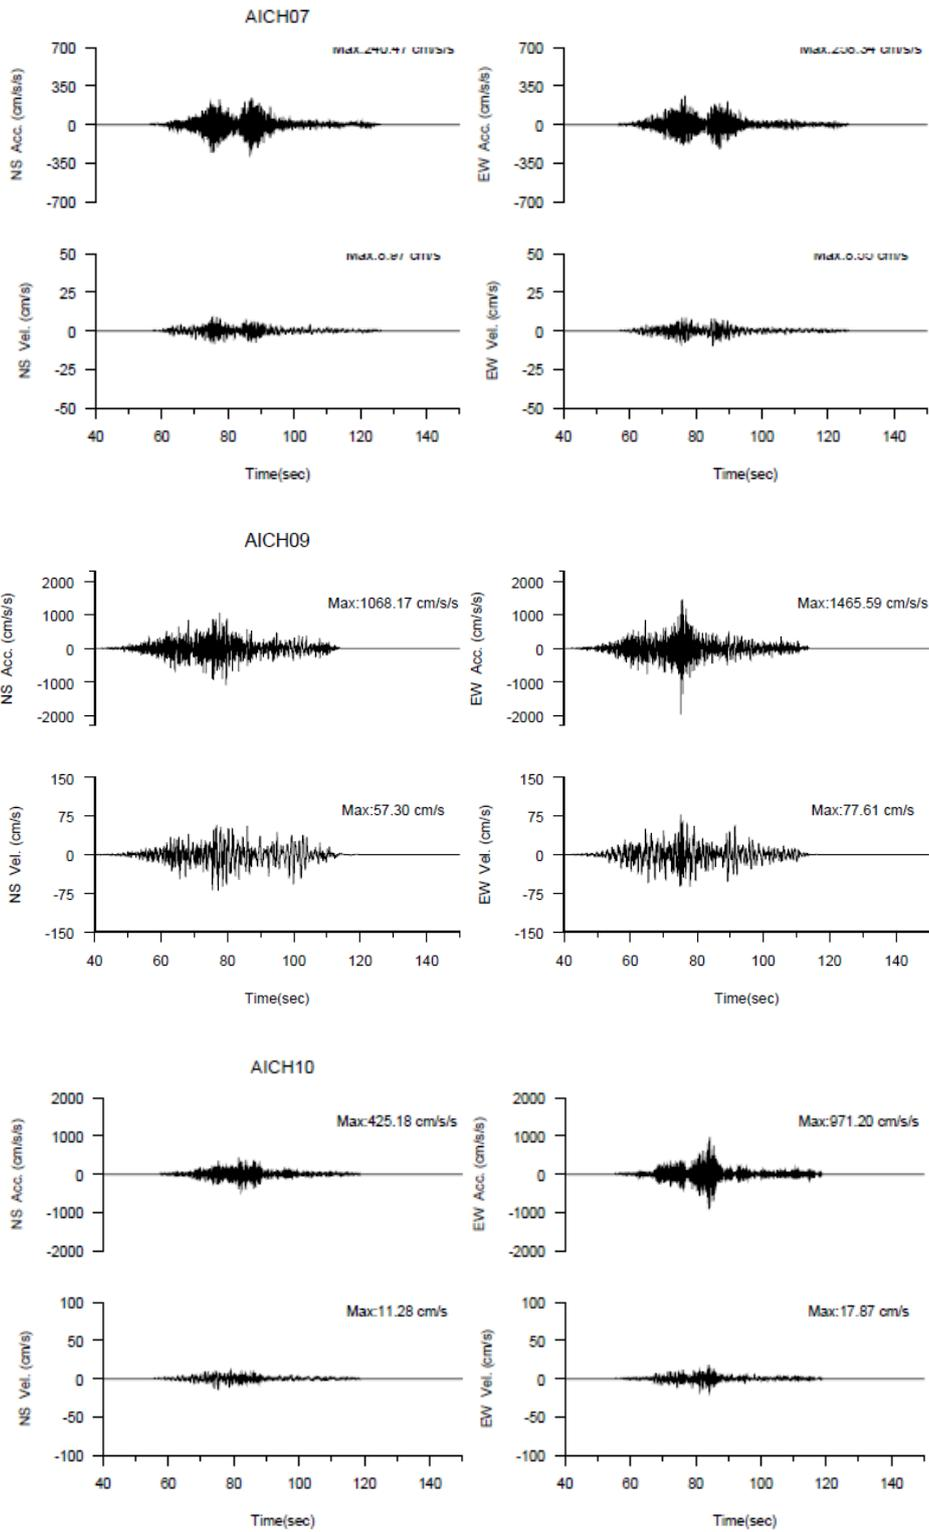 AICH07
NS Acc. (cm/s/s)
700
350
0
-350
-700
EW Acc. (cm/s/s)
700
350
0
-350
-700
NS Vel. (cm/s)
50
25
0
-25
-50
40 60 80 100 120 140
Time(sec)
EW Vel. (cm/s)
50
25
0
-25
-50
40 60 80 100 120 140
Time(sec)
AICH09
NS Acc. (cm/s/s)
2000
1000
0
-1000
-2000
Max:1068.17 cm/s/s
EW Acc. (cm/s/s)
2000
1000
0
-1000
-2000
Max:1465.59 cm/s/s
NS Vel. (cm/s)
150
75
0
-75
-150
Max:57.30 cm/s
40 60 80 100 120 140
Time(sec)
EW Vel. (cm/s)
150
75
0
-75
-150
Max:77.61 cm/s
40 60 80 100 120 140
Time(sec)
AICH10
NS Acc. (cm/s/s)
2000
1000
0
-1000
-2000
Max:425.18 cm/s/s
EW Acc. (cm/s/s)
2000
1000
0
-1000
-2000
Max:971.20 cm/s/s
NS Vel. (cm/s)
100
50
0
-50
-100
Max:11.28 cm/s
40 60 80 100 120 140
Time(sec)
EW Vel. (cm/s)
100
50
0
-50
-100
Max:17.87 cm/s
40 60 80 100 120 140
Time(sec)